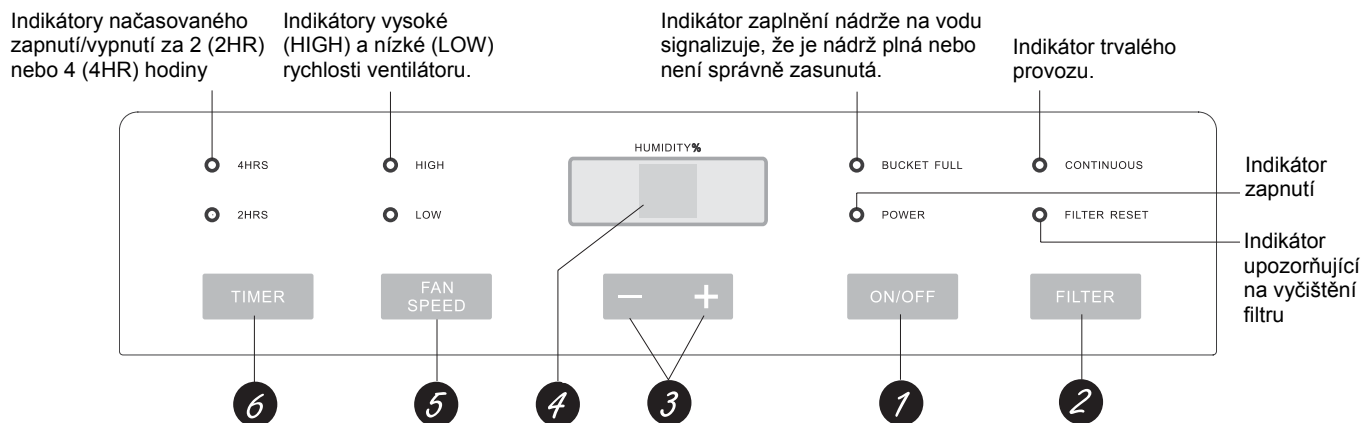 Indikátory načasovaného
zapnutí/vypnutí za 2 (2HR)
nebo 4 (4HR) hodiny
Indikátory vysoké
(HIGH) a nízké (LOW)
rychlosti ventilátoru.
Indikátor zaplnění nádrže na vodu
signalizuje, že je nádrž plná nebo
není správně zasunutá.
Indikátor trvalého
provozu.
4HRS
HIGH
HUMIDITY%
BUCKET FULL
CONTINUOUS
Indikátor
zapnutí
2HRS
LOW
POWER
FILTER RESET
Indikátor
upozorňující
na vyčištění
filtru
TIMER
FAN
SPEED
− +
ON/OFF
FILTER
6
5
4
3
1
2